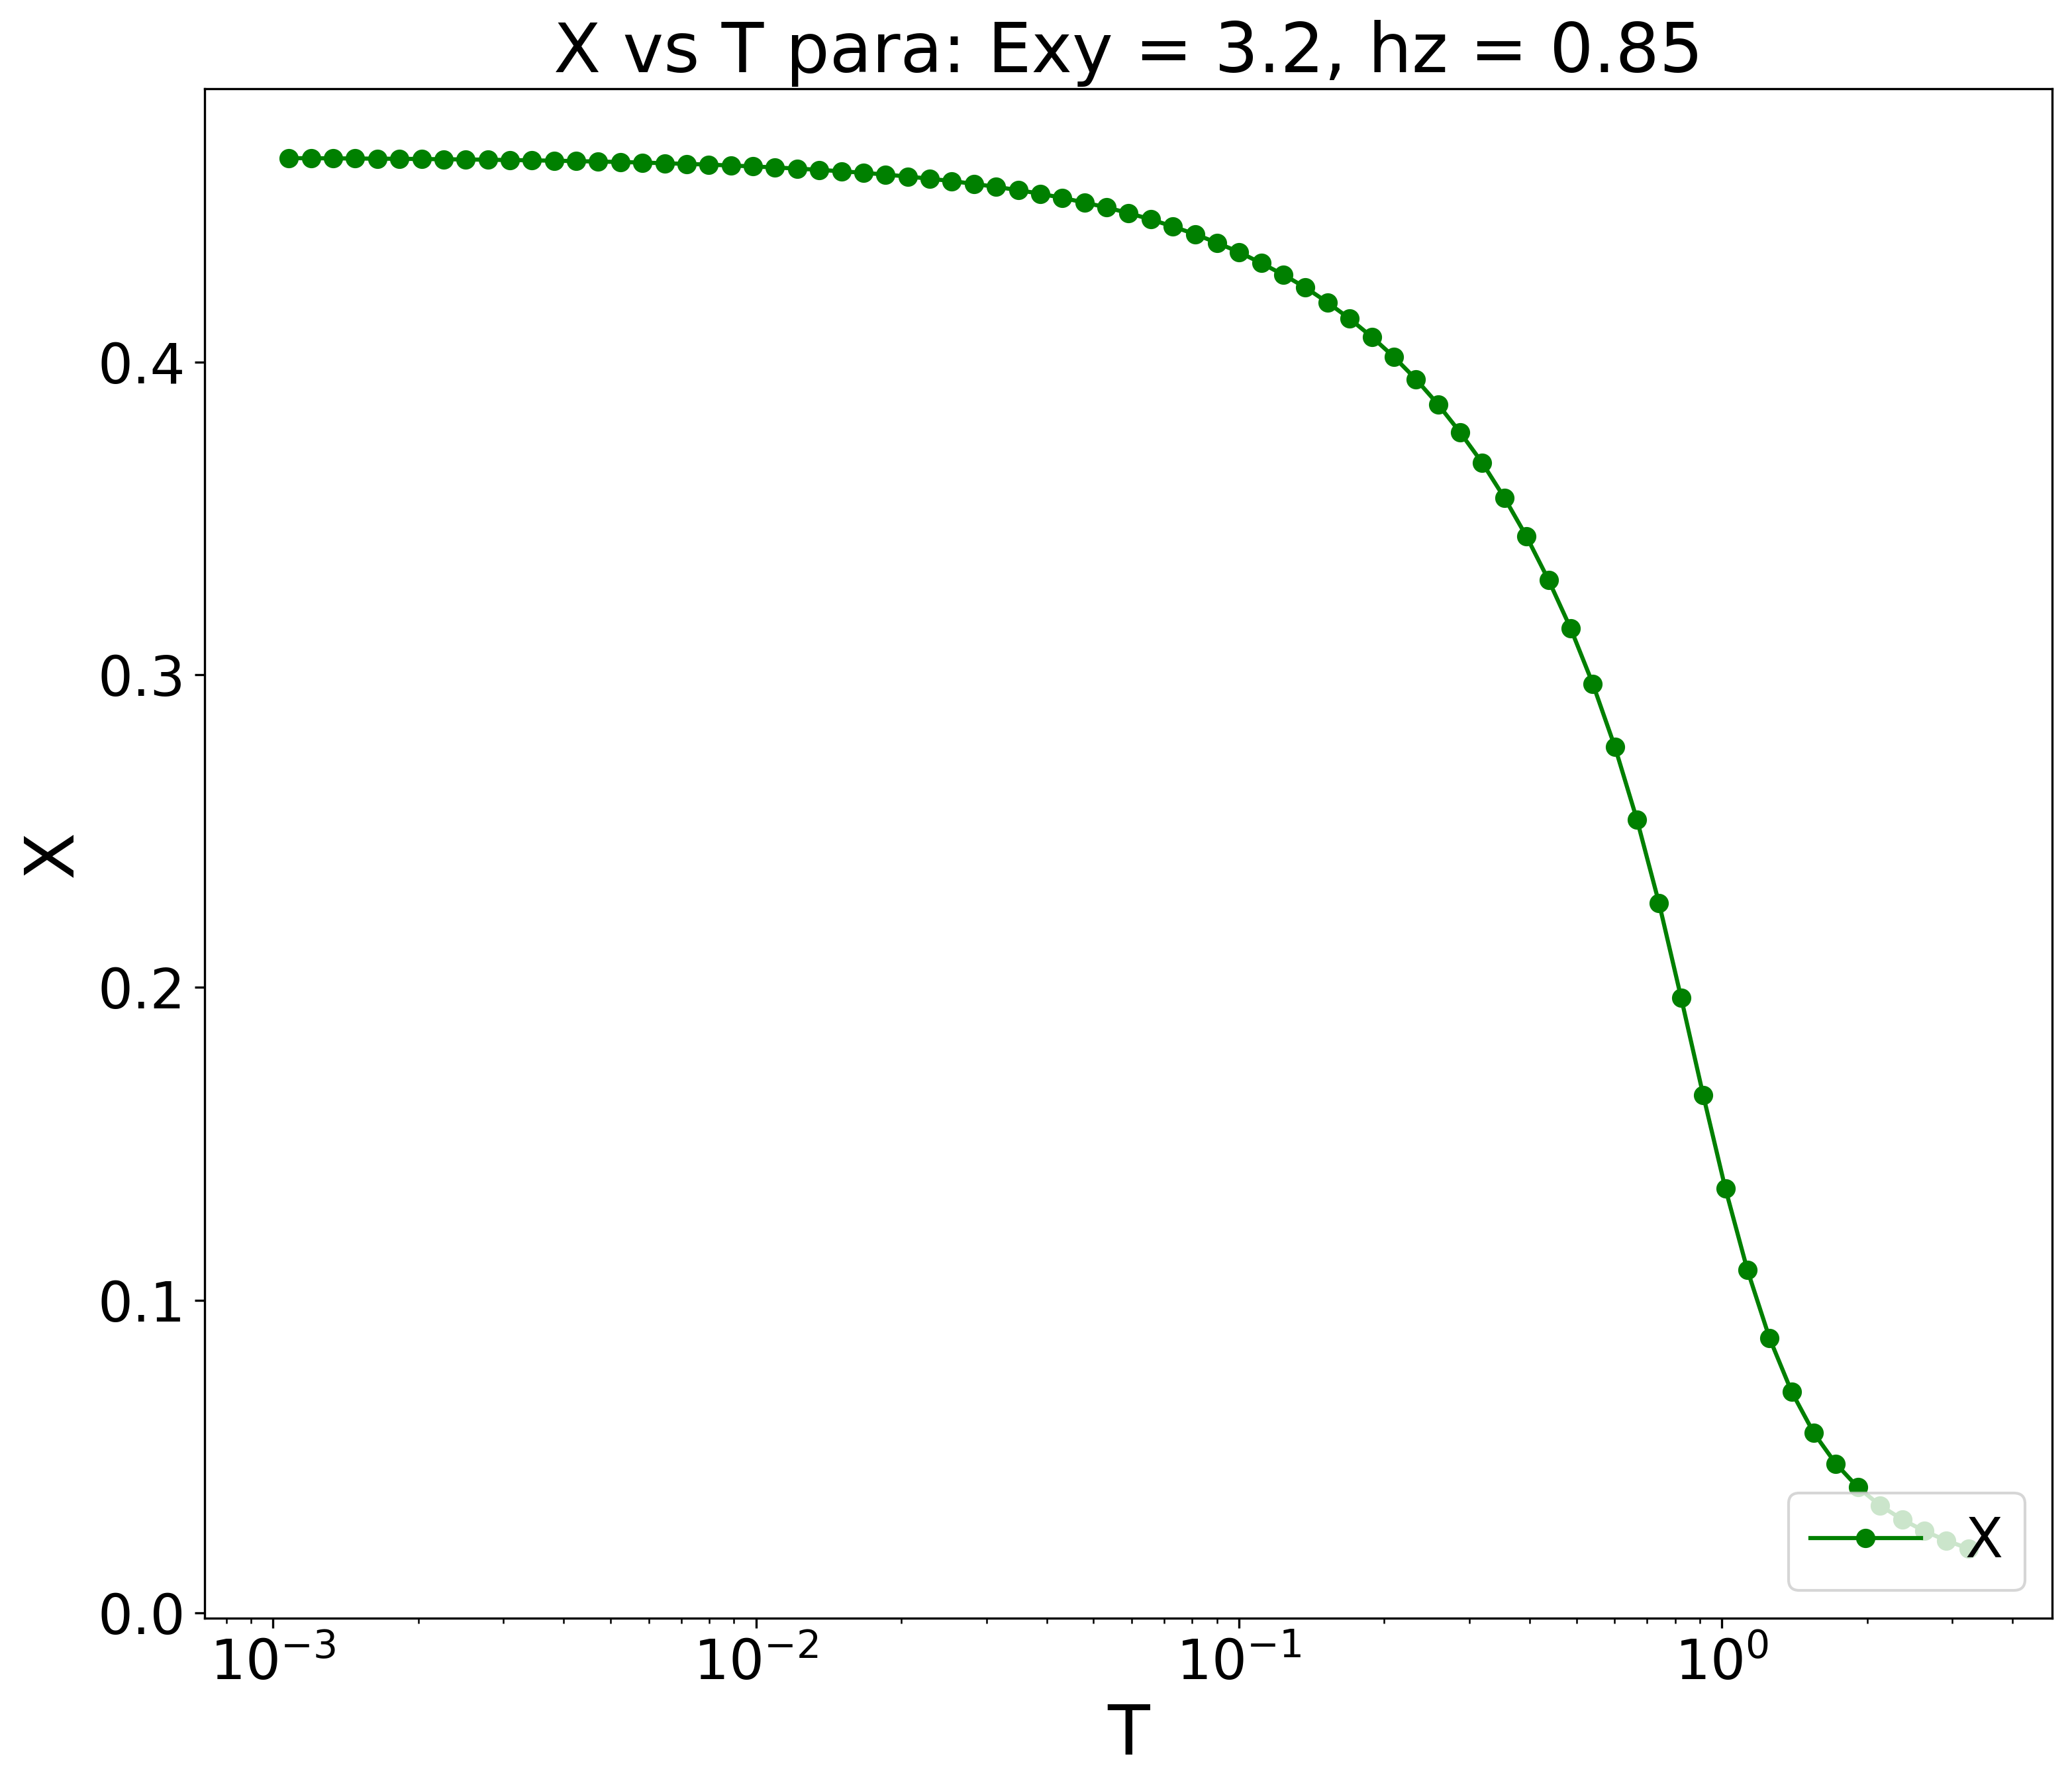 X vs T para: Exy = 3.2, hz = 0.85
X
0.4
0.3
0.2
0.1
0.0
10⁻³ 10⁻² 10⁻¹ 10⁰
T
X